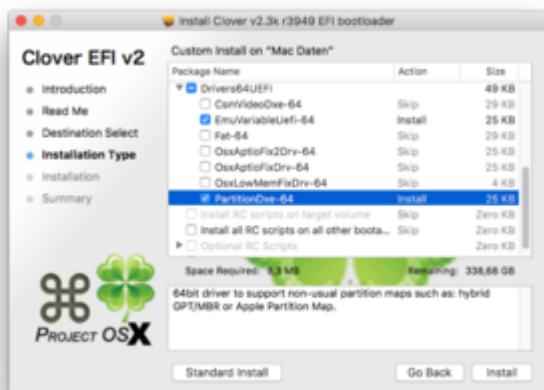 Install Clover v2.3k r3949 EFI bootloader
Clover EFI v2
Introduction
Read Me
Destination Select
Installation Type
Installation
Summary
PROJECT OSX
Custom Install on "Mac Daten"
Package Name Action Size
Drivers64UEFI 49 KB
CsmVideoDxe-64 Skip 29 KB
EmuVariableUefi-64 Install 25 KB
Fat-64 Skip 29 KB
OsxAptioFix2Drv-64 Skip 25 KB
OsxAptioFixDrv-64 Skip 25 KB
OsxLowMemFixDrv-64 Skip 4 KB
PartitionDxe-64 Install 25 KB
Install RC scripts on target volume Skip Zero KB
Install all RC scripts on all other boota... Skip Zero KB
Optional RC Scripts Zero KB
Space Required: 8,3 MB Remaining: 338,68 GB
64bit driver to support non-usual partition maps such as: hybrid
GPT/MBR or Apple Partition Map.
Standard Install Go Back Install